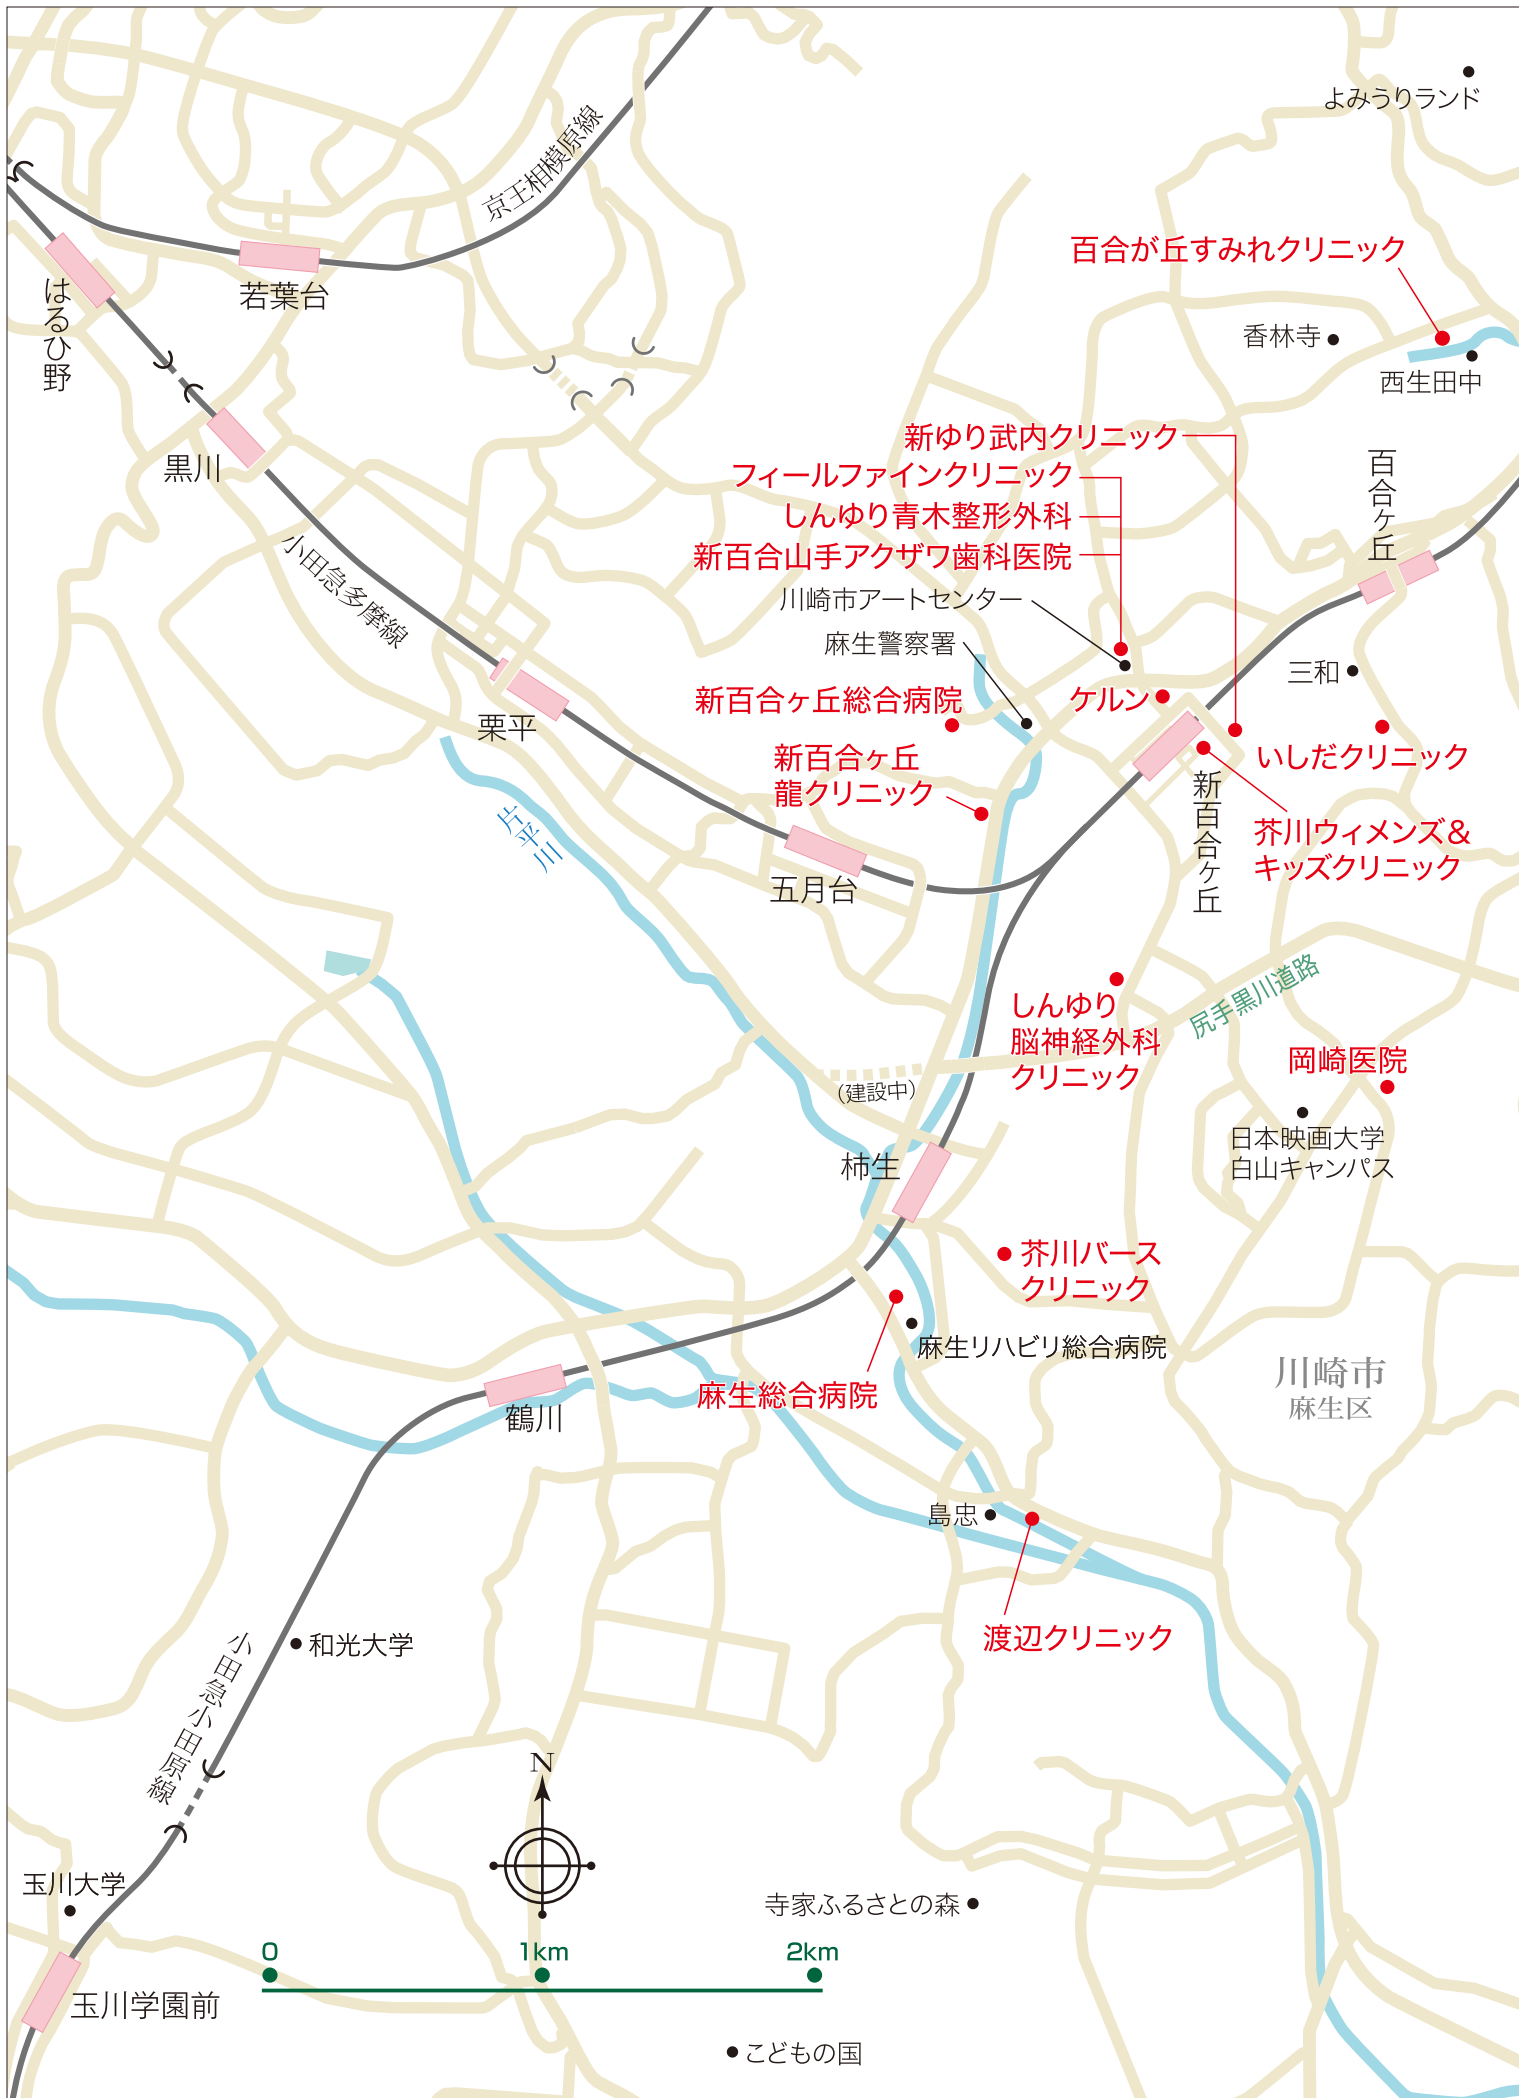 よみうりランド
京王相模原線
百合が丘すみれクリニック
はるひ野
若葉台
香林寺
西生田中
新ゆり武内クリニック
黒川
フィールファインクリニック
百合ヶ丘
しんゆり青木整形外科
新百合山手アクザワ歯科医院
小田急多摩線
川崎市アートセンター
麻生警察署
三和
新百合ヶ丘総合病院
ケルン
栗平
新百合ヶ丘
龍クリニック
いしだクリニック
新百合ヶ丘
片平川
芥川ウィメンズ&
キッズクリニック
五月台
しんゆり
脳神経外科
クリニック
尻手黒川道路
岡崎医院
(建設中)
日本映画大学
白山キャンパス
柿生
芥川バース
クリニック
麻生リハビリ総合病院
川崎市
麻生区
麻生総合病院
鶴川
島忠
渡辺クリニック
和光大学
小田急小田原線
N
玉川大学
寺家ふるさとの森
0
1km
2km
玉川学園前
こどもの国